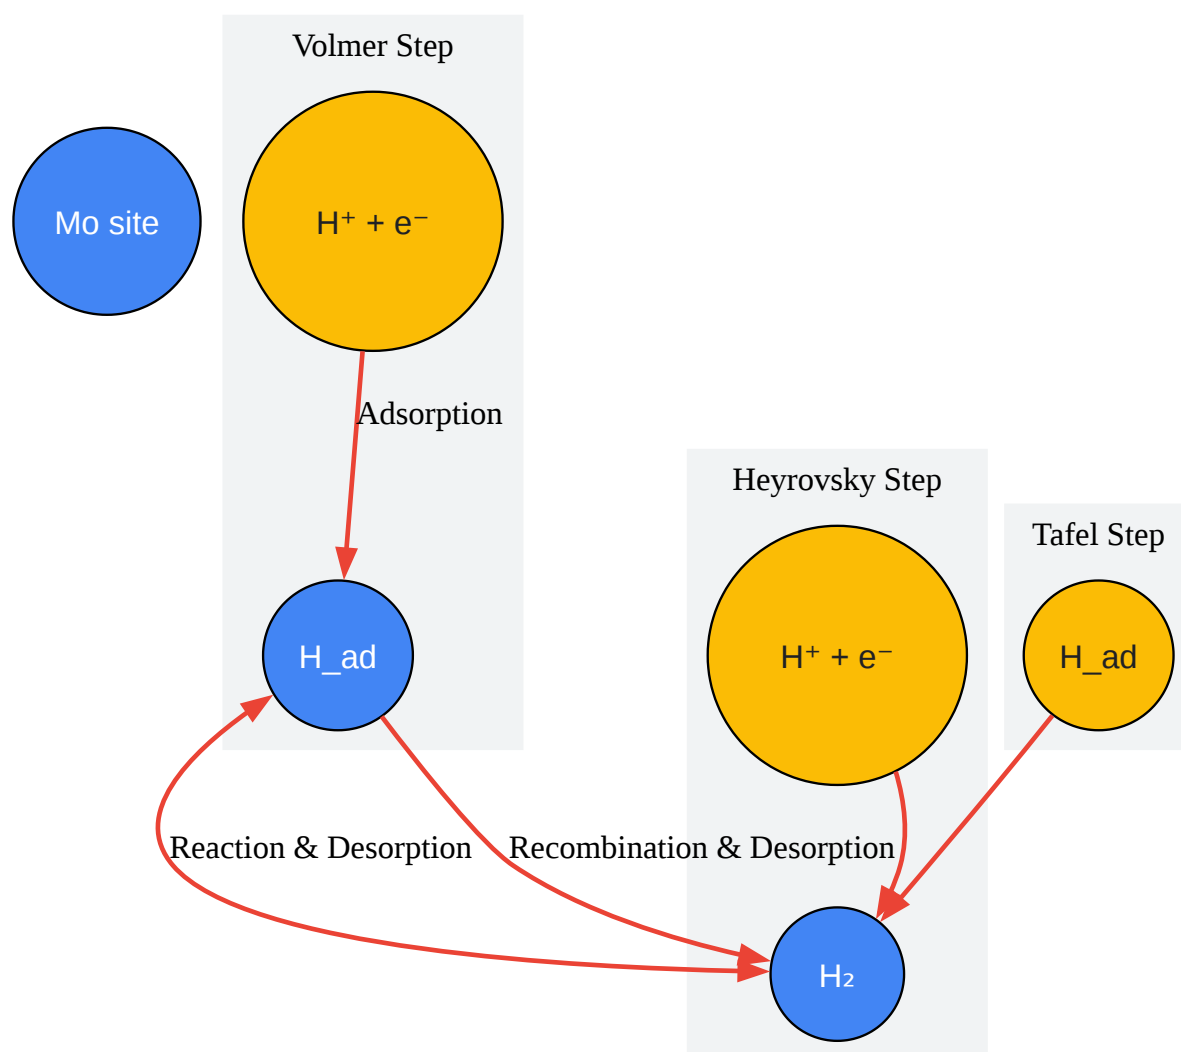 Volmer Step
Mo site
H⁺ + e⁻
Adsorption
Heyrovsky Step
Tafel Step
H_ad
H⁺ + e⁻
H_ad
Reaction & Desorption
Recombination & Desorption
H₂